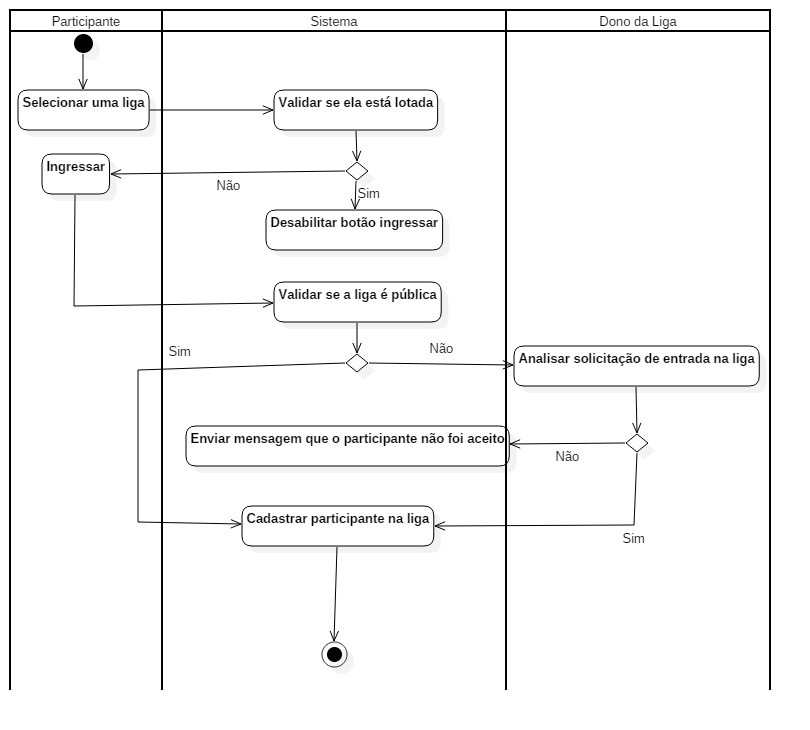 Participante
Sistema
Dono da Liga
Selecionar uma liga
Validar se ela está lotada
Ingressar
Não
Sim
Desabilitar botão ingressar
Validar se a liga é pública
Sim
Não
Analisar solicitação de entrada na liga
Enviar mensagem que o participante não foi aceito
Não
Cadastrar participante na liga
Sim